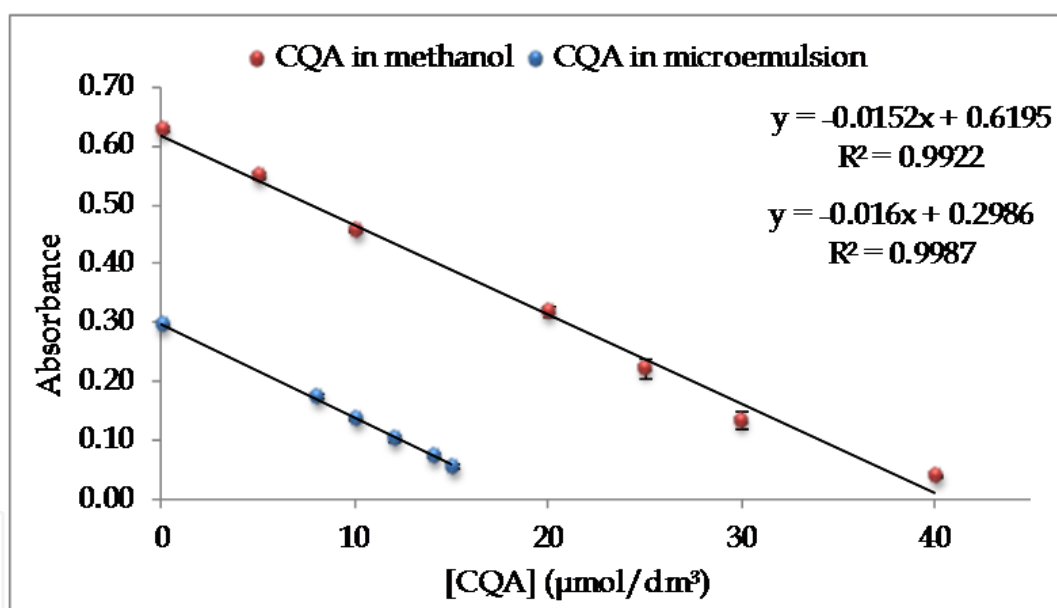 CQA in methanol CQA in microemulsion
0.70
0.60
0.50
0.40
0.30
0.20
0.10
0.00
Absorbance
y = -0.0152x + 0.6195
R² = 0.9922
y = -0.016x + 0.2986
R² = 0.9987
0 10 20 30 40
[CQA] (µmol/dm³)